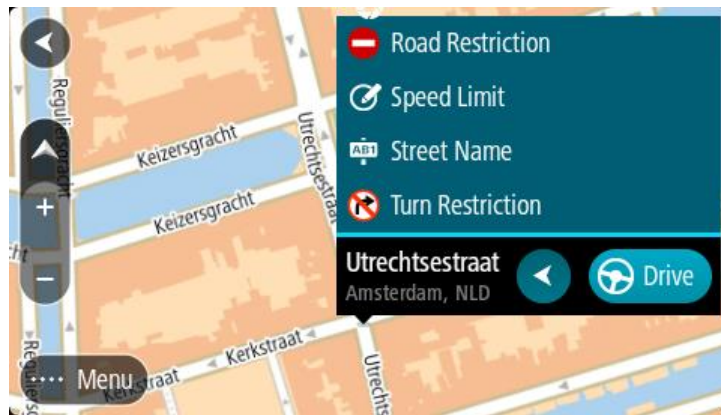 Road Restriction
Speed Limit
AB1 Street Name
Turn Restriction
Utrechtsestraat
Amsterdam, NLD
Drive
Reguliersgracht
Keizersgracht
Utrechtsestraat
Keizersgracht
+
−
Kerkstraat
Menu
Kerkstraat